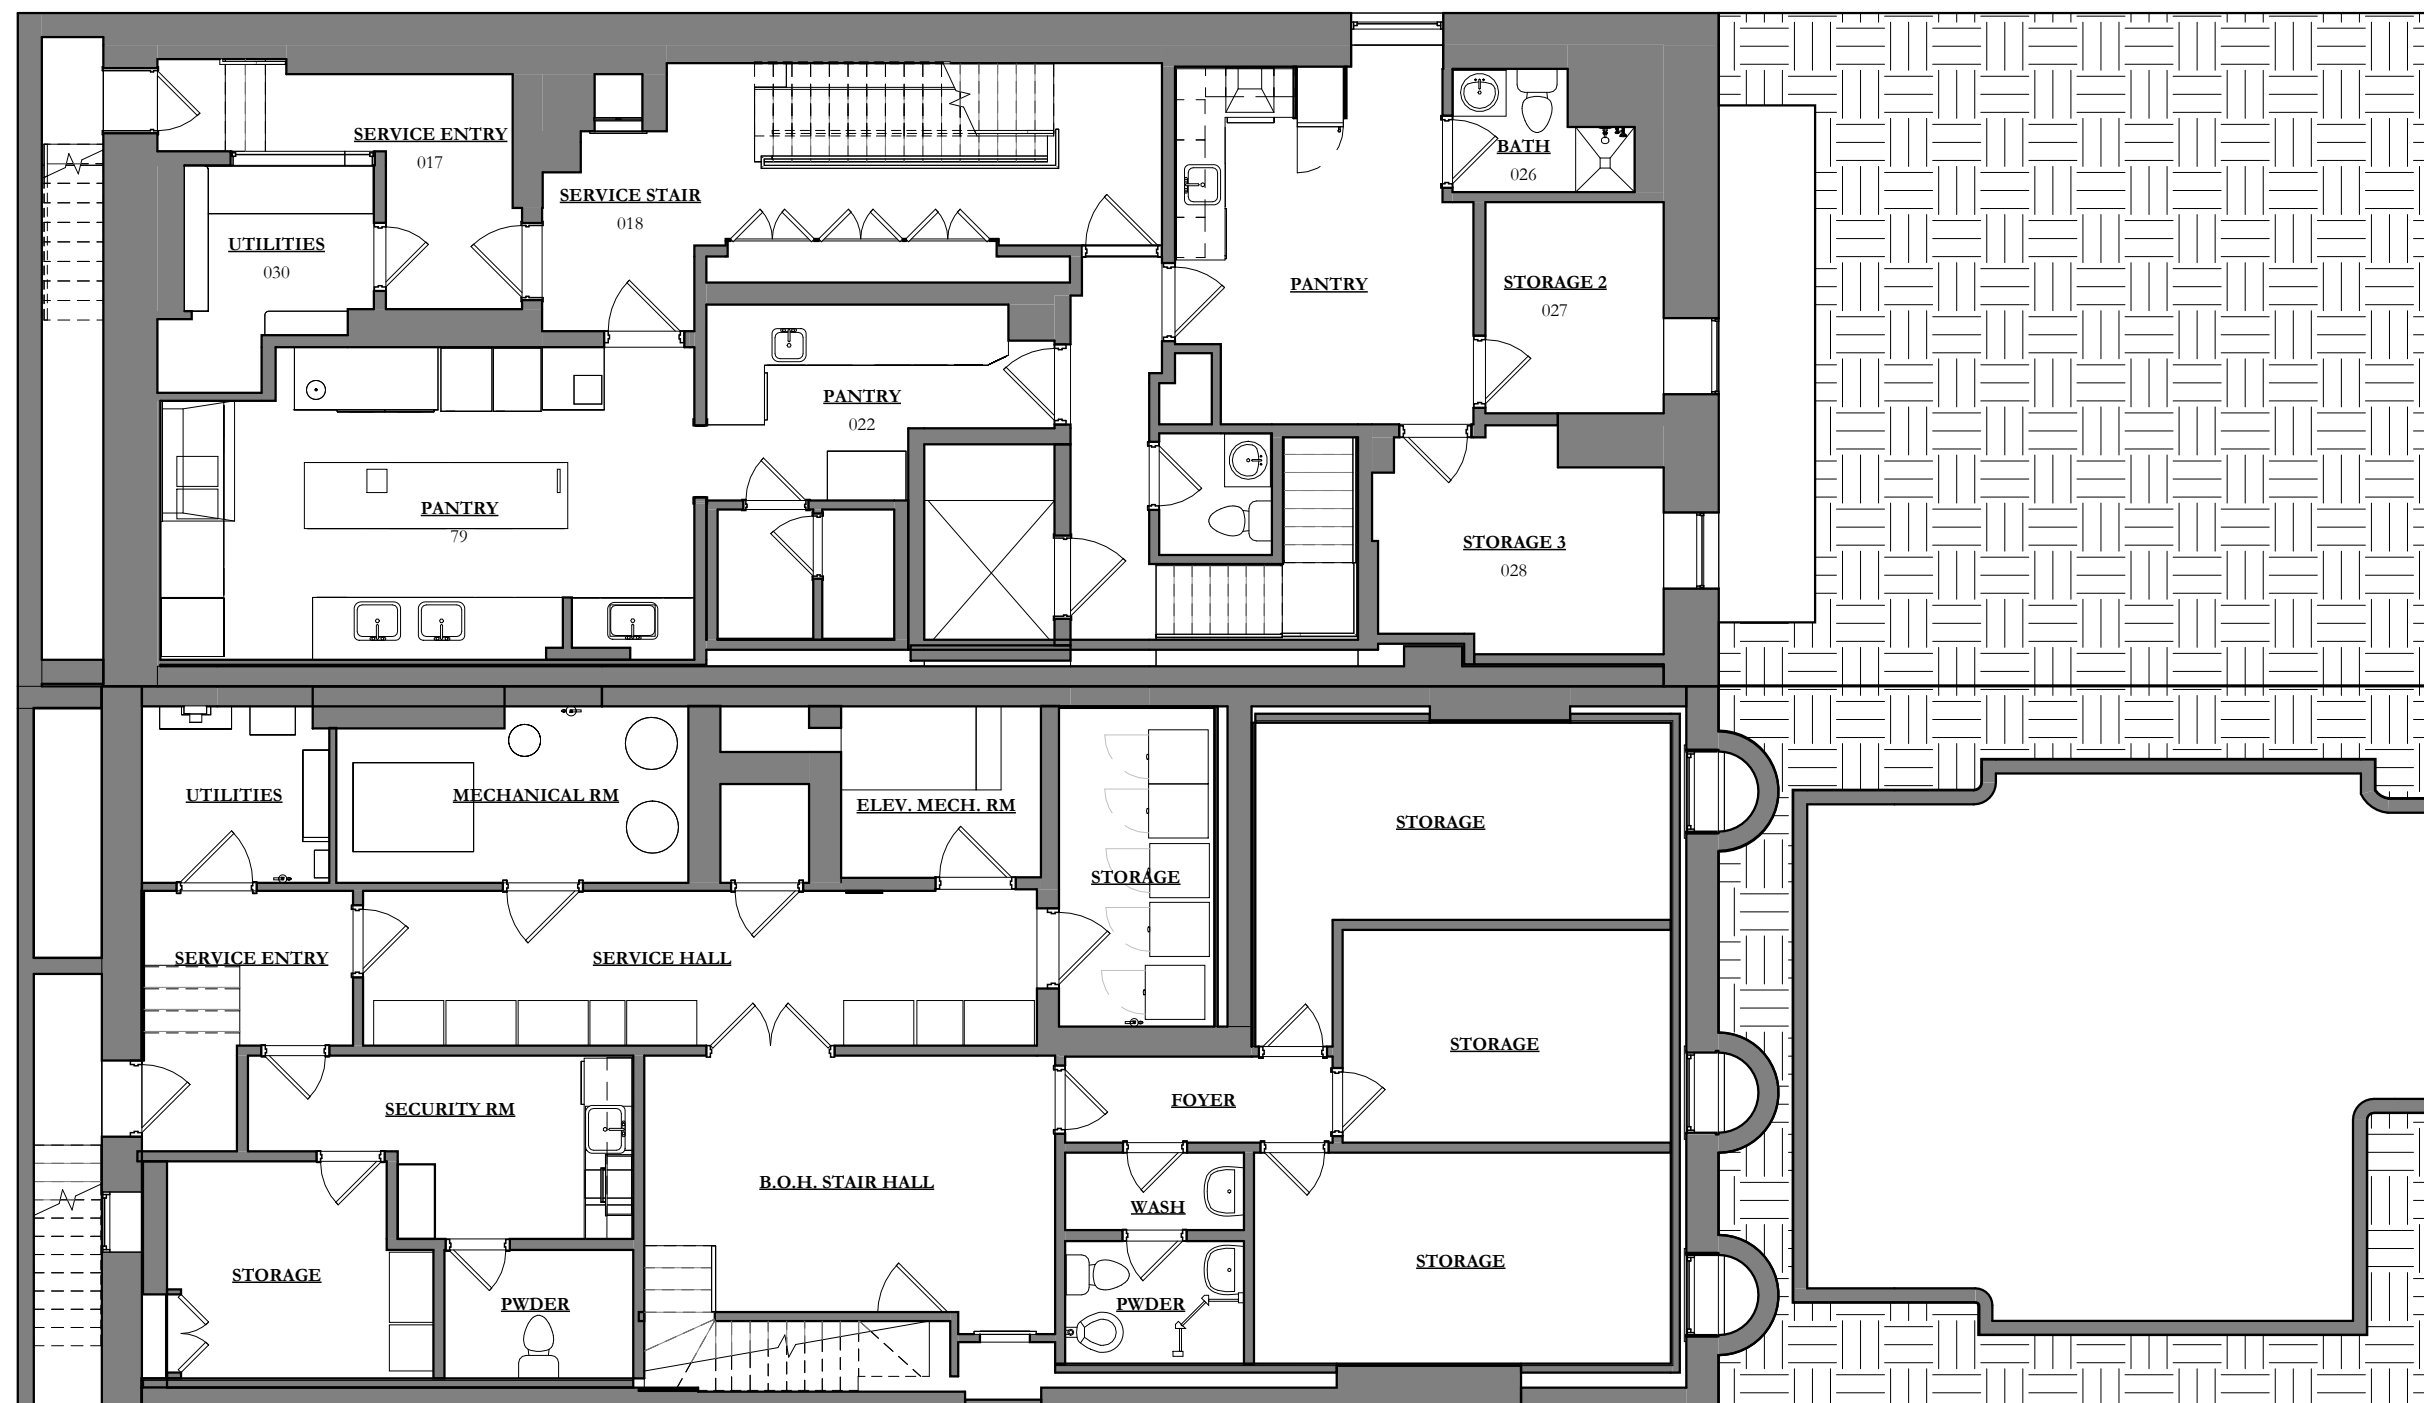 SERVICE ENTRY
017
SERVICE STAIR
018
BATH
026
UTILITIES
030
PANTRY
STORAGE 2
027
PANTRY
022
PANTRY
79
STORAGE 3
028
UTILITIES
MECHANICAL RM
ELEV. MECH. RM
STORAGE
STORAGE
SERVICE ENTRY
SERVICE HALL
STORAGE
SECURITY RM
FOYER
B.O.H. STAIR HALL
WASH
STORAGE
STORAGE
PWDER
PWDER